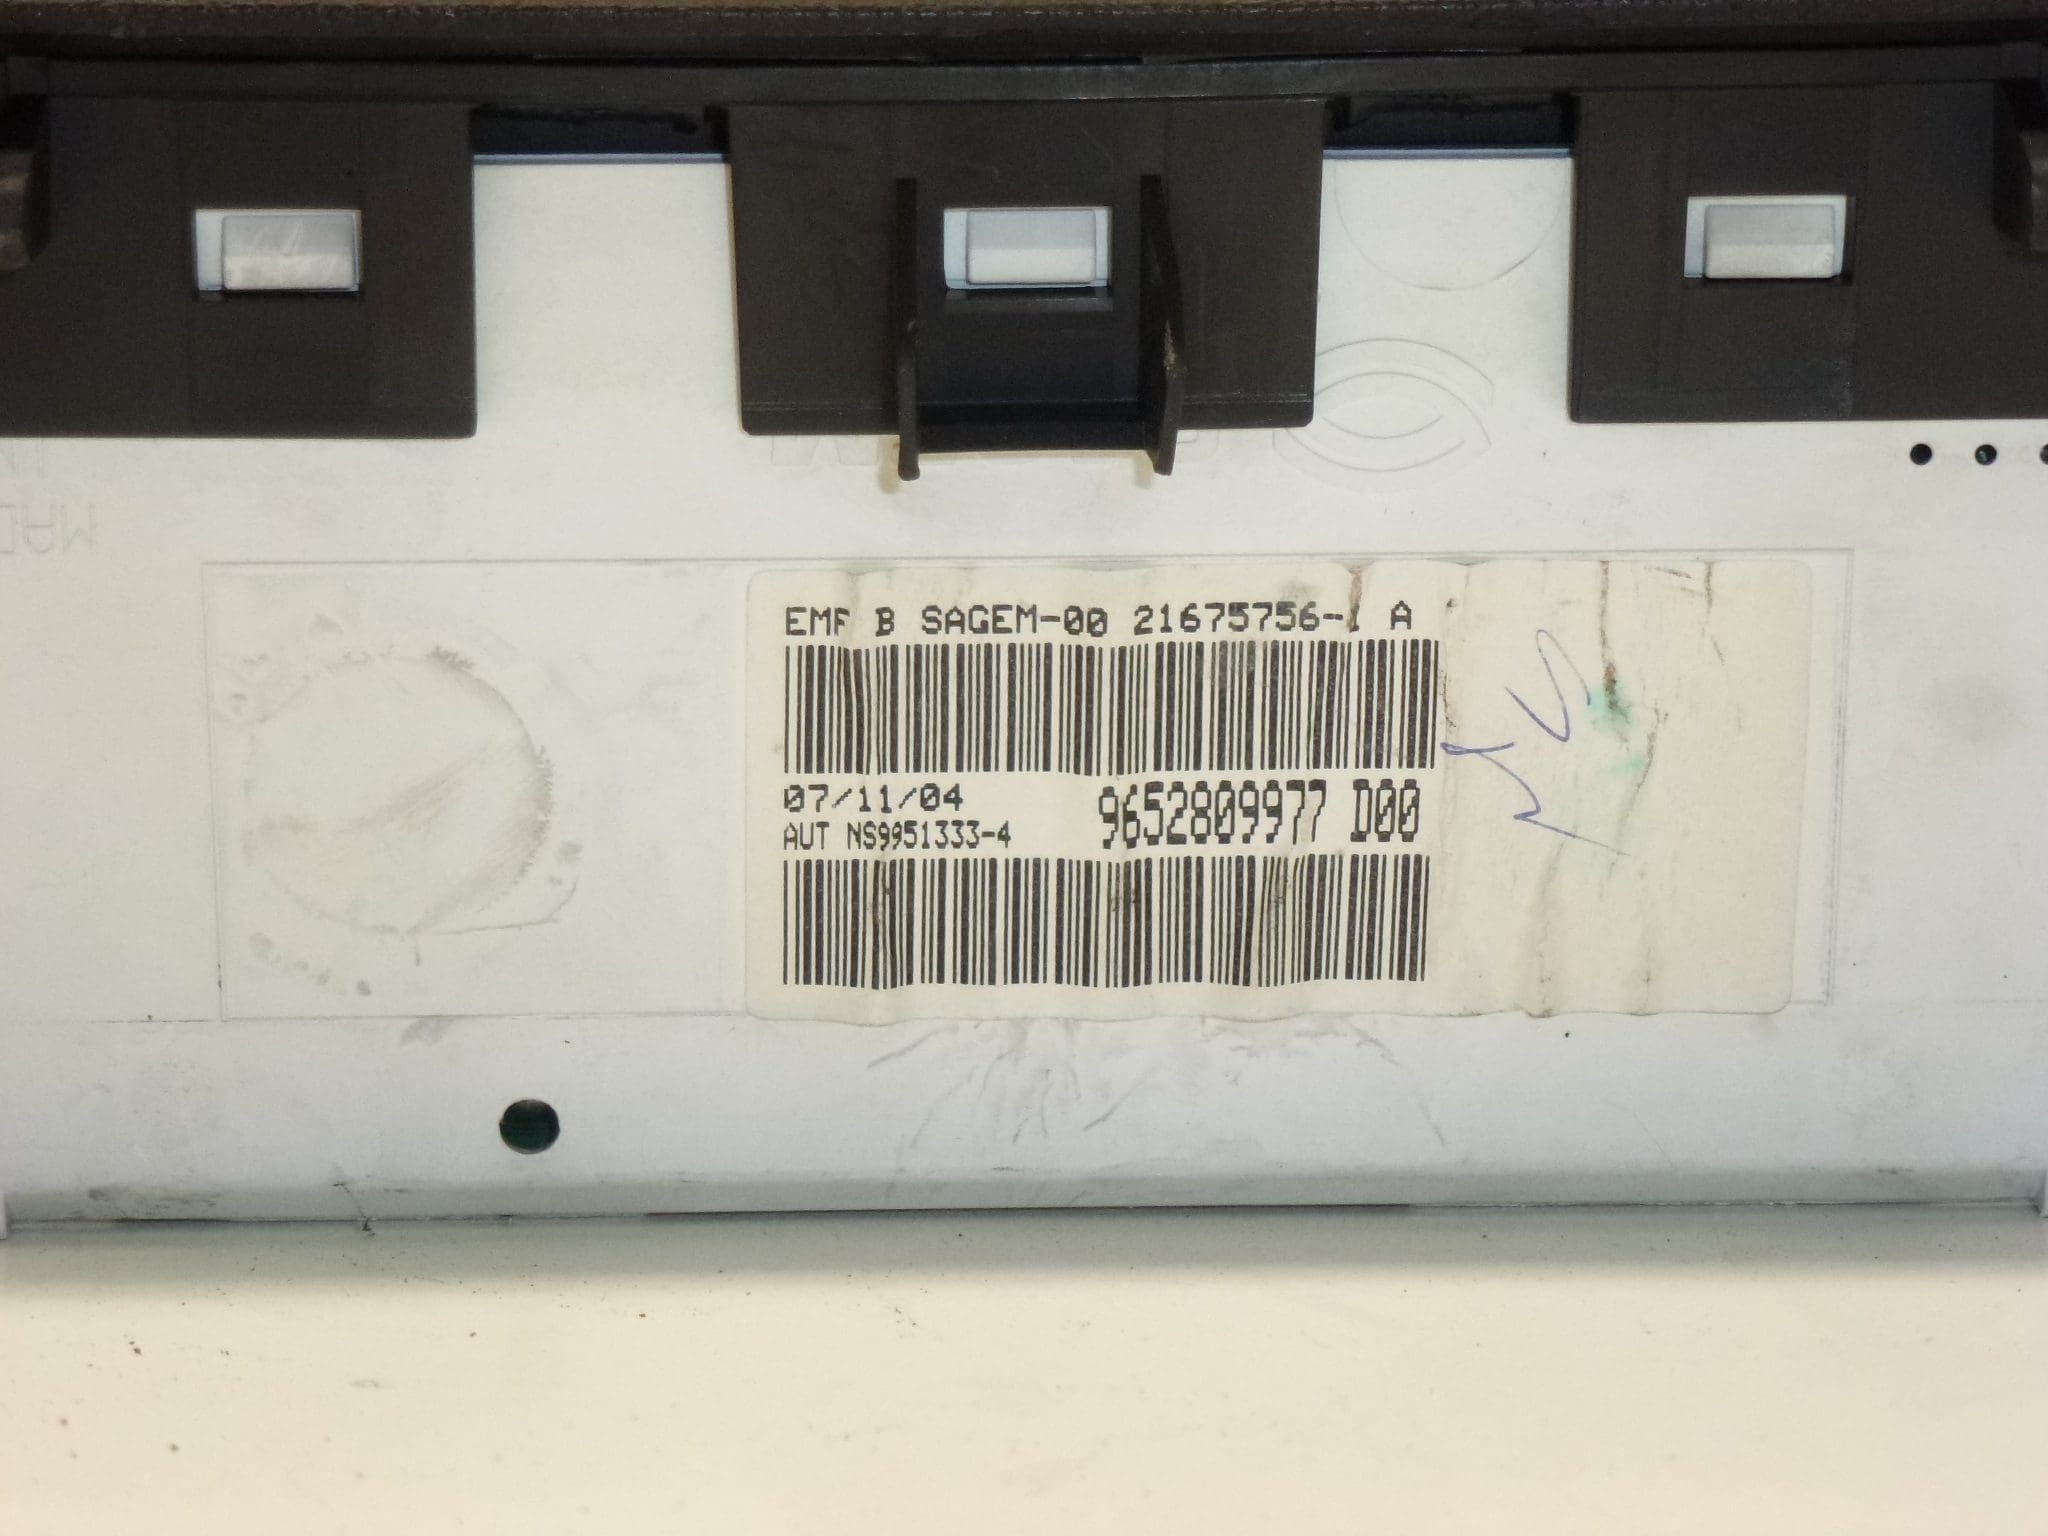 EMF B SAGEM-00 21675756- A
07/11/04
9652809977 D00
AUT NS9951333-4